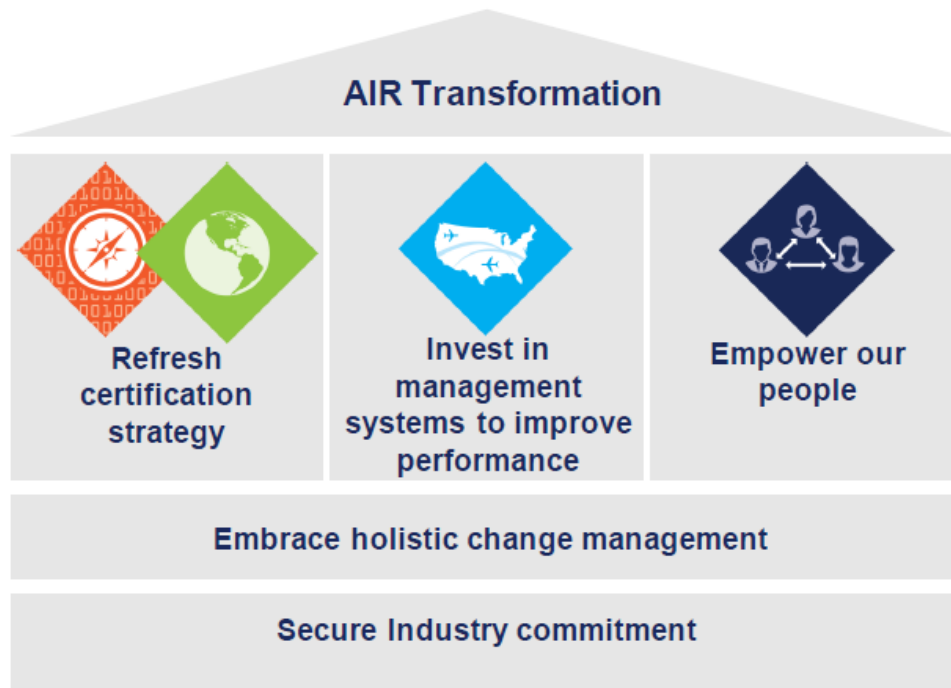 AIR Transformation
Refresh
certification
strategy
Invest in
management
systems to improve
performance
Empower our
people
Embrace holistic change management
Secure Industry commitment